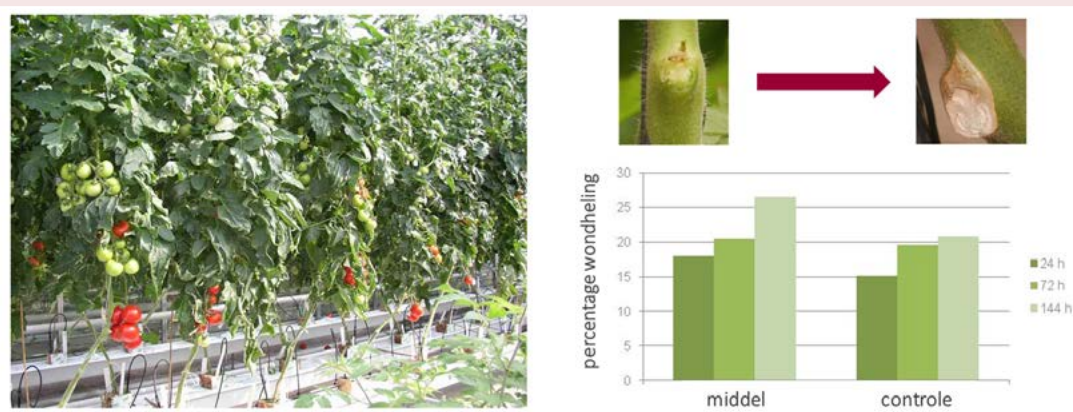 percentage wondheling
30
25
20
15
10
5
0
middel
controle
24 h
72 h
144 h